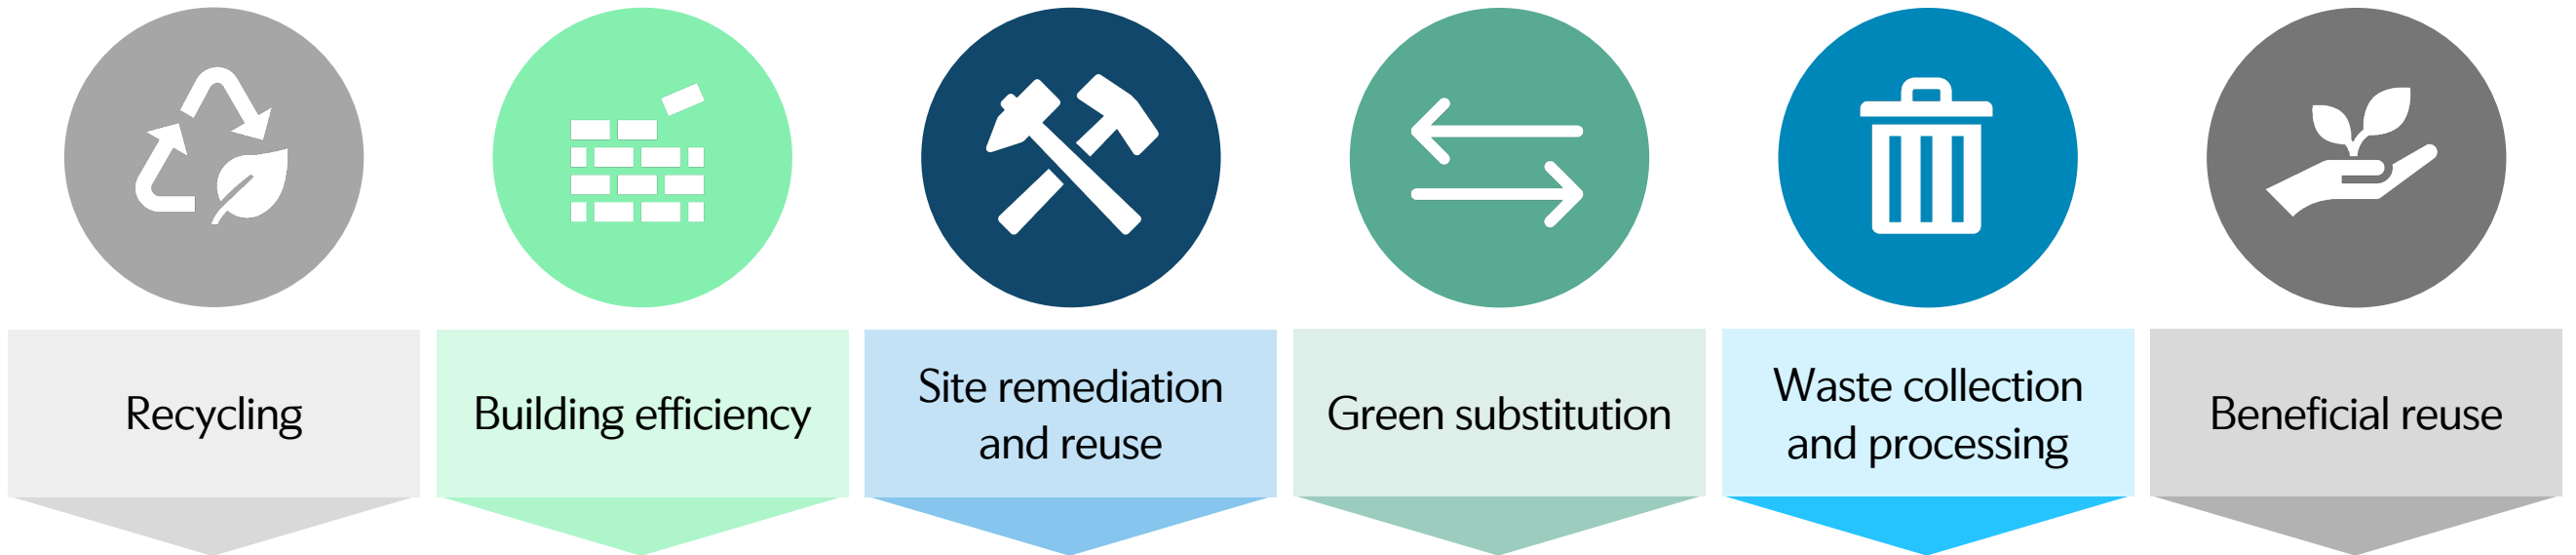 Recycling
Building efficiency
Site remediation
and reuse
Green substitution
Waste collection
and processing
Beneficial reuse